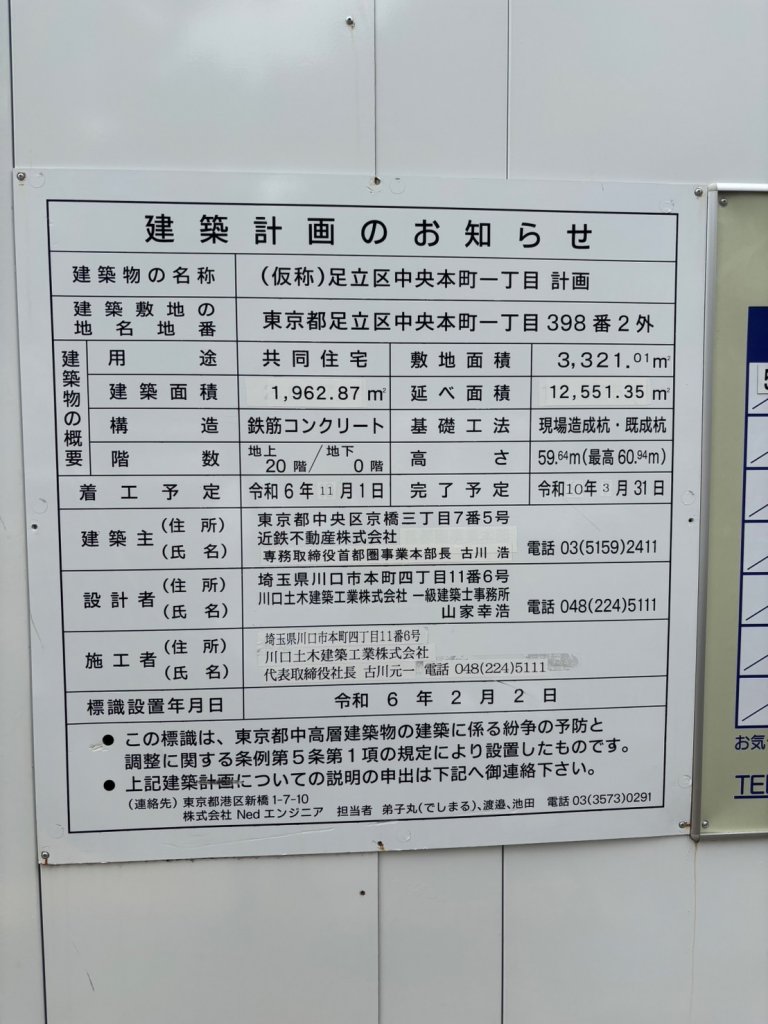 建築計画のお知らせ
建築物の名称 (仮称)足立区中央本町一丁目 計画
建築敷地の地名地番 東京都足立区中央本町一丁目398番2外
建築物の概要
用途 共同住宅 敷地面積 3,321.01㎡
建築面積 1,962.87㎡ 延べ面積 12,551.35㎡
構造 鉄筋コンクリート 基礎工法 現場造成杭・既成杭
階数 地上20階/地下0階 高さ 59.64m(最高60.94m)
着工予定 令和6年11月1日 完了予定 令和10年3月31日
建築主(住所) 東京都中央区京橋三丁目7番5号
(氏名) 近鉄不動産株式会社
専務取締役首都圏事業本部長 古川 浩 電話 03(5159)2411
設計者(住所) 埼玉県川口市本町四丁目11番6号
(氏名) 川口土木建築工業株式会社 一級建築士事務所
山家幸浩 電話 048(224)5111
施工者(住所) 埼玉県川口市本町四丁目11番6号
(氏名) 川口土木建築工業株式会社
代表取締役社長 古川元一 電話 048(224)5111
標識設置年月日 令和6年2月2日
● この標識は、東京都中高層建築物の建築に係る紛争の予防と
調整に関する条例第5条第1項の規定により設置したものです。
● 上記建築計画についての説明の申出は下記へ御連絡下さい。
(連絡先) 東京都港区新橋1-7-10
株式会社 Ned エンジニア 担当者 弟子丸(でしまる)、渡邉、池田 電話 03(3573)0291
お気
TE